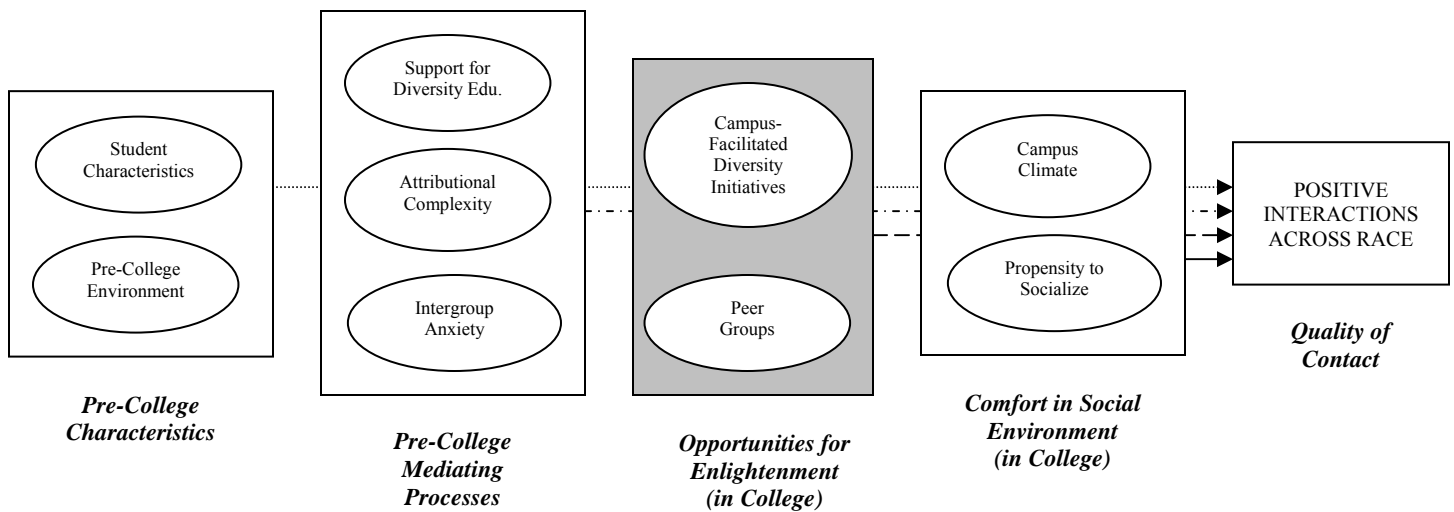 Student
Characteristics
Pre-College
Environment
Pre-College
Characteristics
Support for
Diversity Edu.
Attributional
Complexity
Intergroup
Anxiety
Pre-College
Mediating
Processes
Campus-
Facilitated
Diversity
Initiatives
Peer
Groups
Opportunities for
Enlightenment
(in College)
Campus
Climate
Propensity to
Socialize
Comfort in Social
Environment
(in College)
POSITIVE
INTERACTIONS
ACROSS RACE
Quality of
Contact